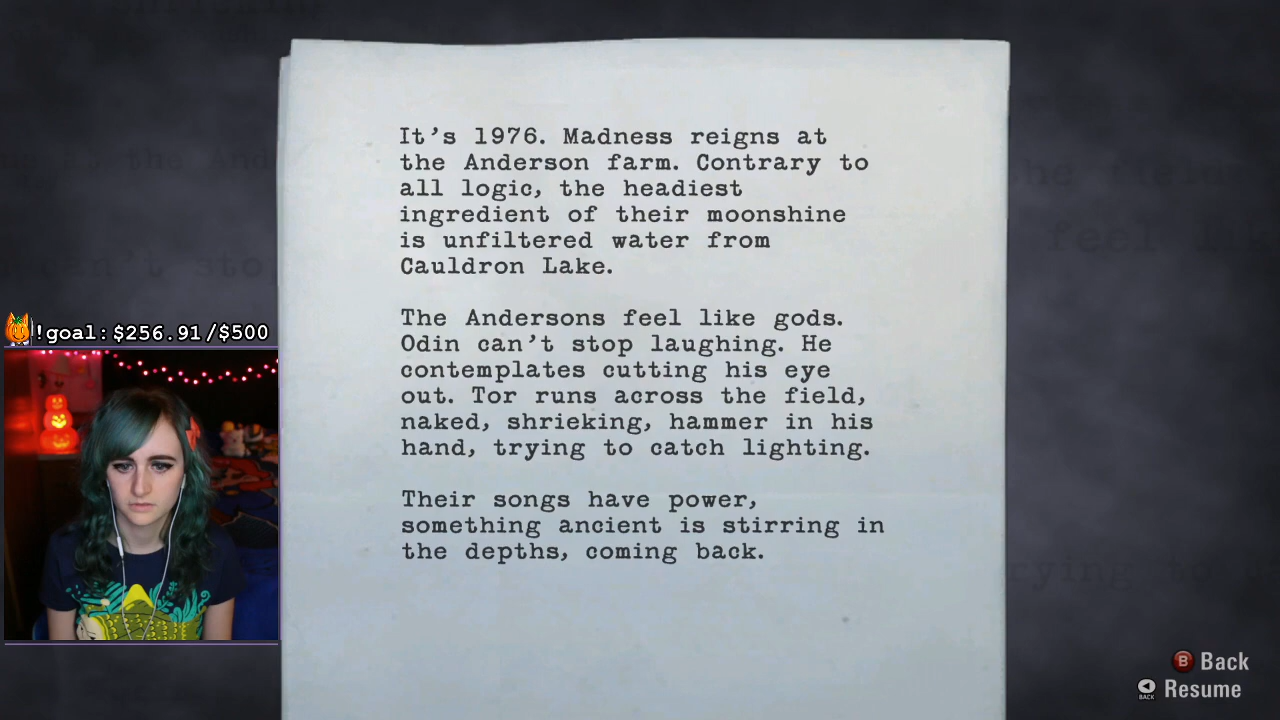 It's 1976. Madness reigns at
the Anderson farm. Contrary to
all logic, the headiest
ingredient of their moonshine
is unfiltered water from
Cauldron Lake.
The Andersons feel like gods.
Odin can't stop laughing. He
contemplates cutting his eye
out. Tor runs across the field,
naked, shrieking, hammer in his
hand, trying to catch lighting.
Their songs have power,
something ancient is stirring in
the depths, coming back.
!goal: $256.91/$500
B Back
BACK Resume